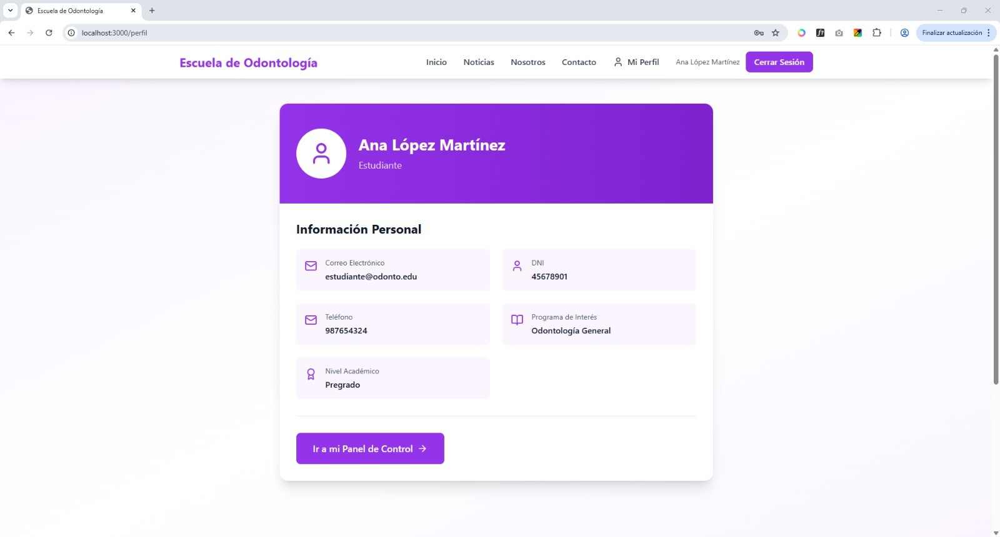 Escuela de Odontología
localhost:3000/perfil
Finalizar actualización
Escuela de Odontología
Inicio
Noticias
Nosotros
Contacto
Mi Perfil
Ana López Martínez
Cerrar Sesión
Ana López Martínez
Estudiante
Información Personal
Correo Electrónico
estudiante@odonto.edu
DNI
45678901
Teléfono
987654324
Programa de Interés
Odontología General
Nivel Académico
Pregrado
Ir a mi Panel de Control